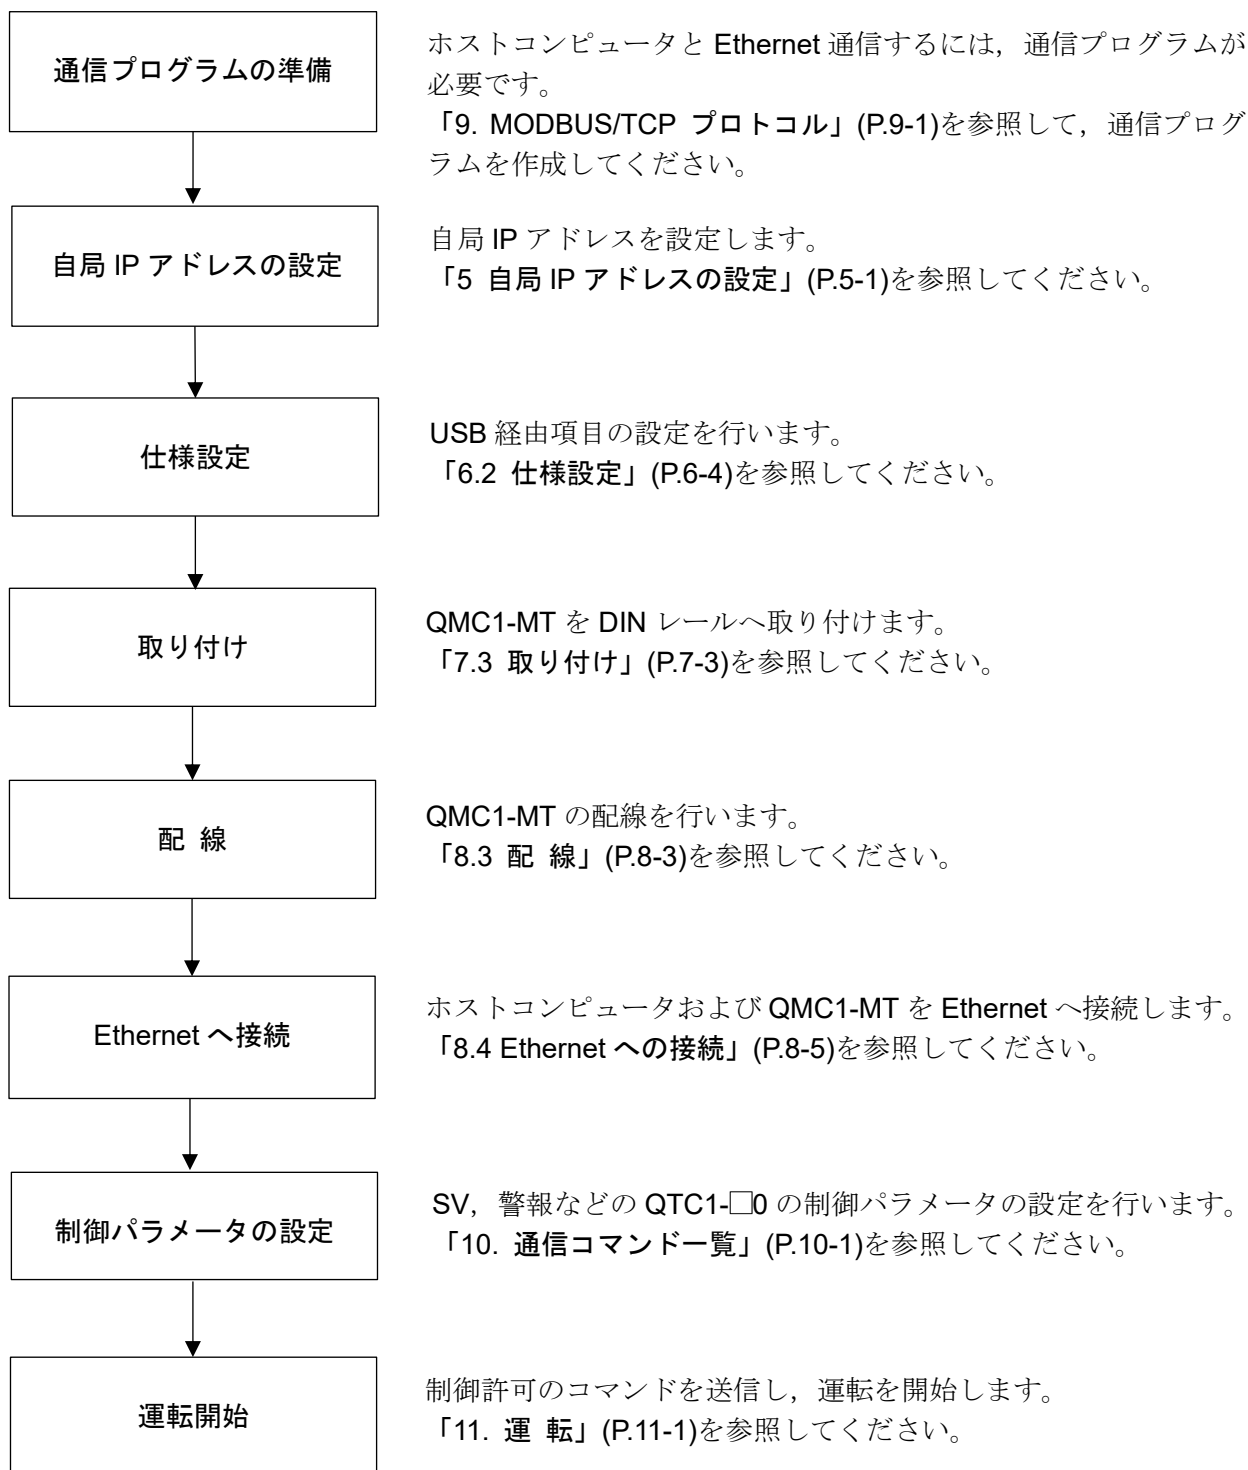 通信プログラムの準備
ホストコンピュータと Ethernet 通信するには，通信プログラムが
必要です。
「9. MODBUS/TCP プロトコル」(P.9-1)を参照して，通信プログ
ラムを作成してください。
自局 IP アドレスの設定
自局 IP アドレスを設定します。
「5 自局 IP アドレスの設定」(P.5-1)を参照してください。
仕様設定
USB 経由項目の設定を行います。
「6.2 仕様設定」(P.6-4)を参照してください。
取り付け
QMC1-MT を DIN レールへ取り付けます。
「7.3 取り付け」(P.7-3)を参照してください。
配 線
QMC1-MT の配線を行います。
「8.3 配 線」(P.8-3)を参照してください。
Ethernet へ接続
ホストコンピュータおよび QMC1-MT を Ethernet へ接続します。
「8.4 Ethernet への接続」(P.8-5)を参照してください。
制御パラメータの設定
SV，警報などの QTC1-□0 の制御パラメータの設定を行います。
「10. 通信コマンド一覧」(P.10-1)を参照してください。
運転開始
制御許可のコマンドを送信し，運転を開始します。
「11. 運 転」(P.11-1)を参照してください。